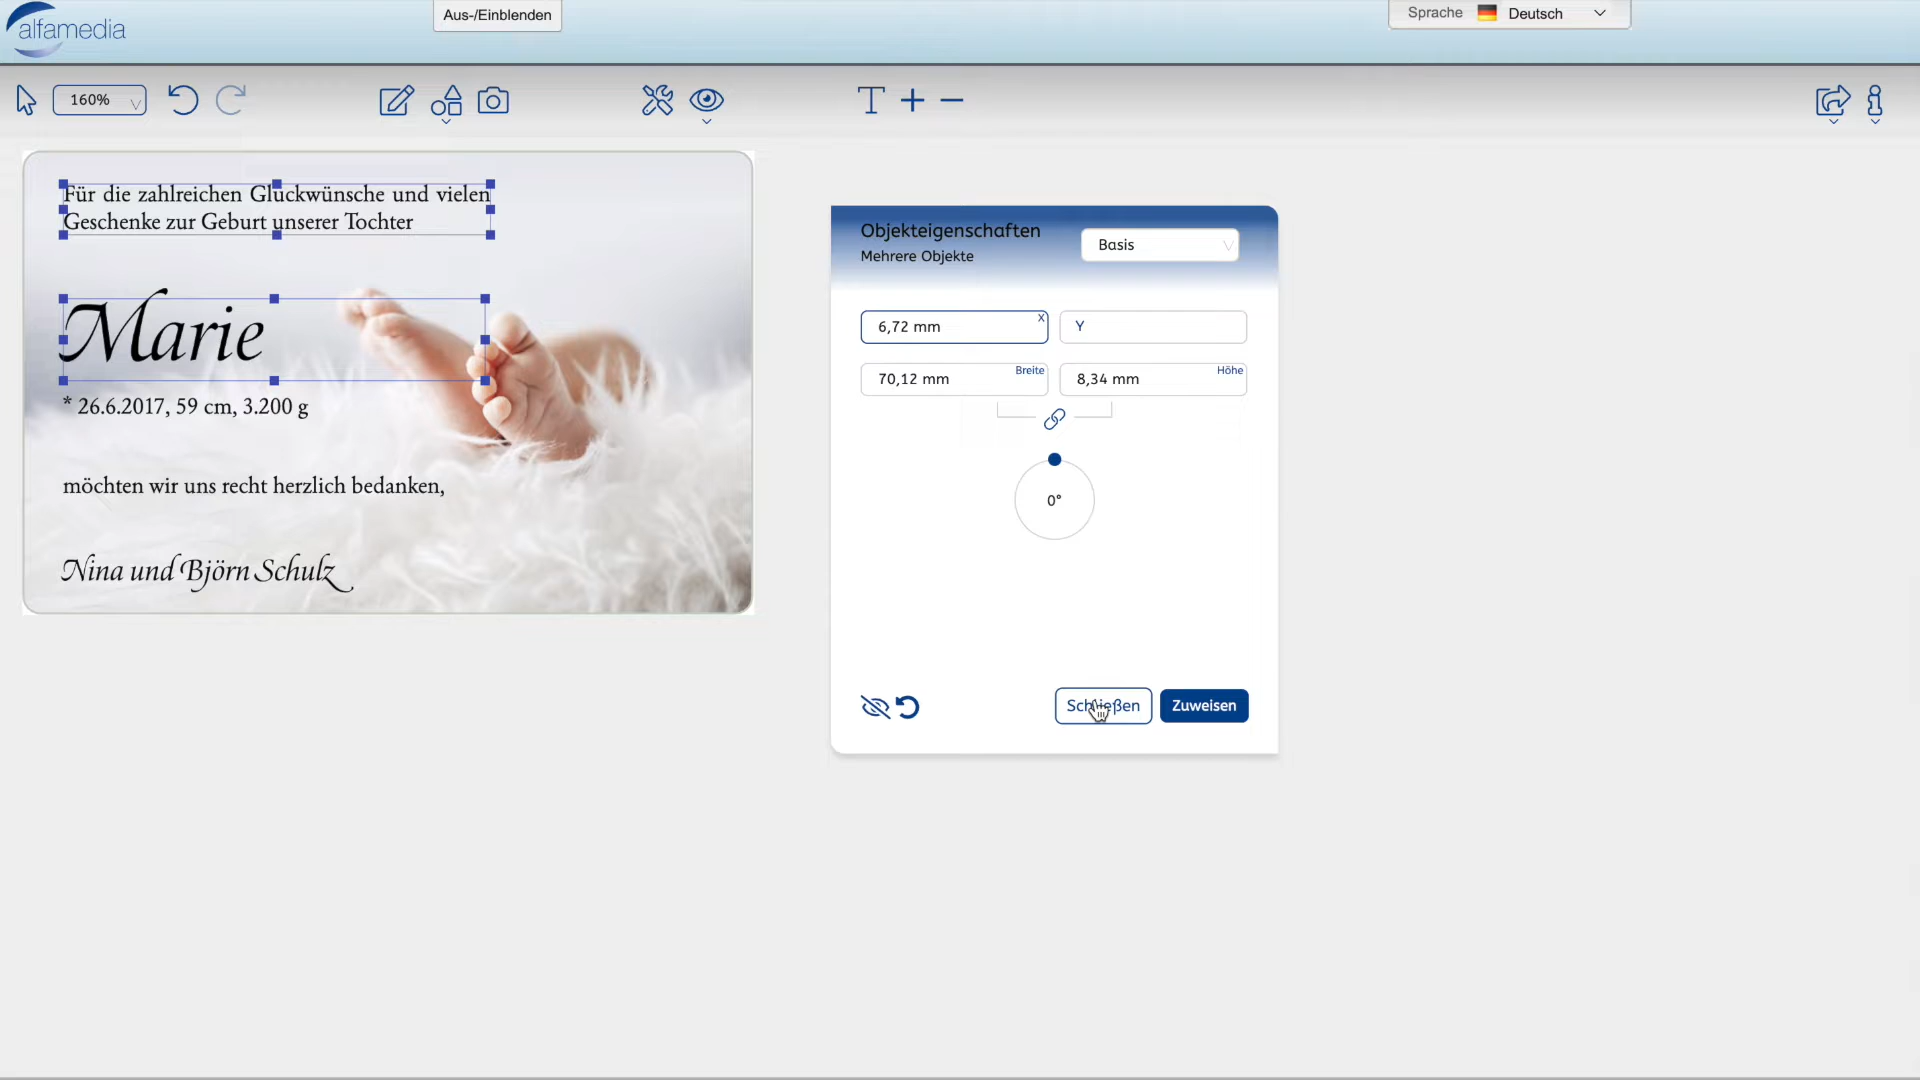 alfamedia
Aus-/Einblenden
Sprache Deutsch
160%
T
Für die zahlreichen Glückwünsche und vielen
Geschenke zur Geburt unserer Tochter
Marie
* 26.6.2017, 59 cm, 3.200 g
möchten wir uns recht herzlich bedanken,
Nina und Björn Schulz
Objekteigenschaften
Mehrere Objekte
Basis
6,72 mm X
Y
70,12 mm Breite
8,34 mm Höhe
0°
Schließen
Zuweisen